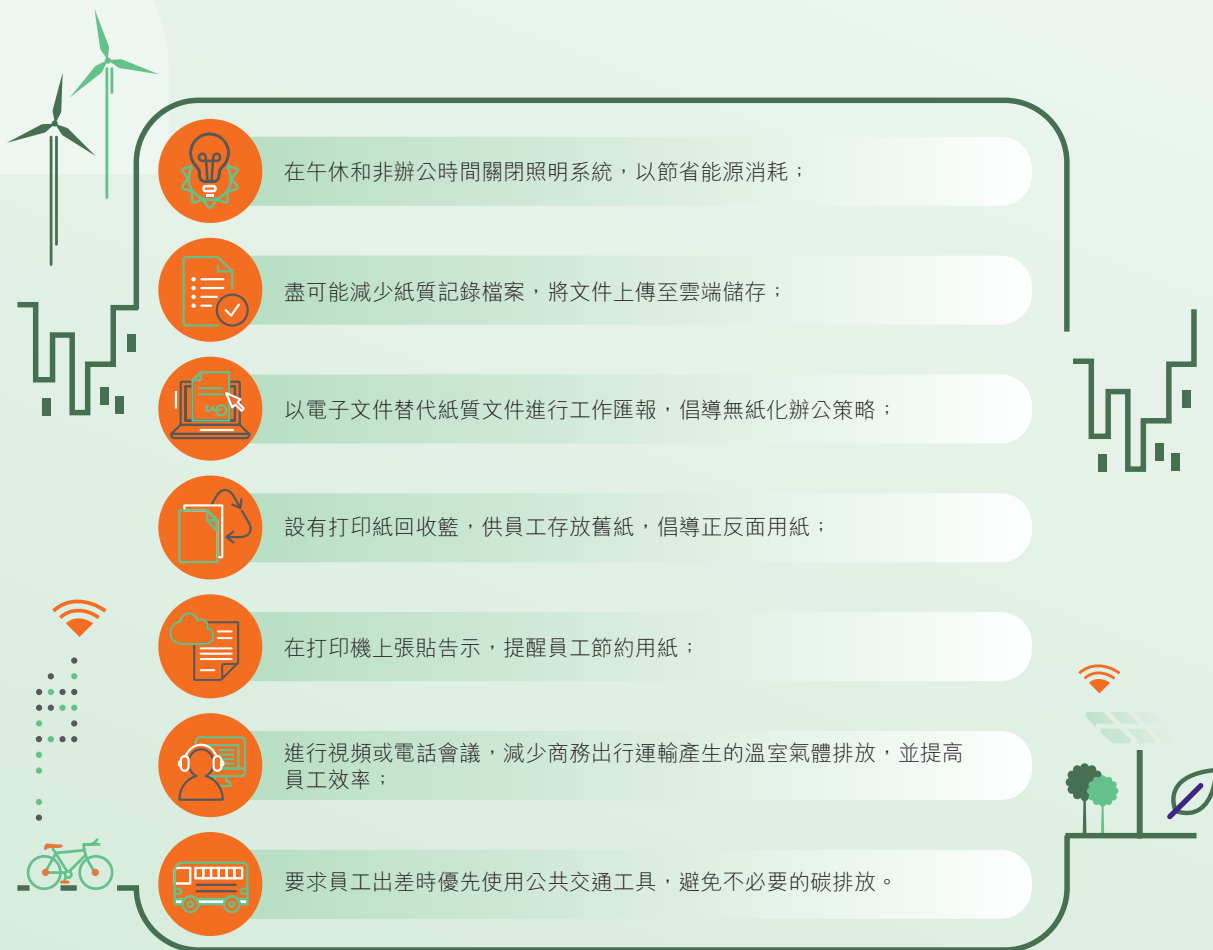 在午休和非辦公時間關閉照明系統，以節省能源消耗；
盡可能減少紙質記錄檔案，將文件上傳至雲端儲存；
以電子文件替代紙質文件進行工作匯報，倡導無紙化辦公策略；
設有打印紙回收籃，供員工存放舊紙，倡導正反面用紙；
在打印機上張貼告示，提醒員工節約用紙；
進行視頻或電話會議，減少商務出行運輸產生的溫室氣體排放，並提高
員工效率；
要求員工出差時優先使用公共交通工具，避免不必要的碳排放。